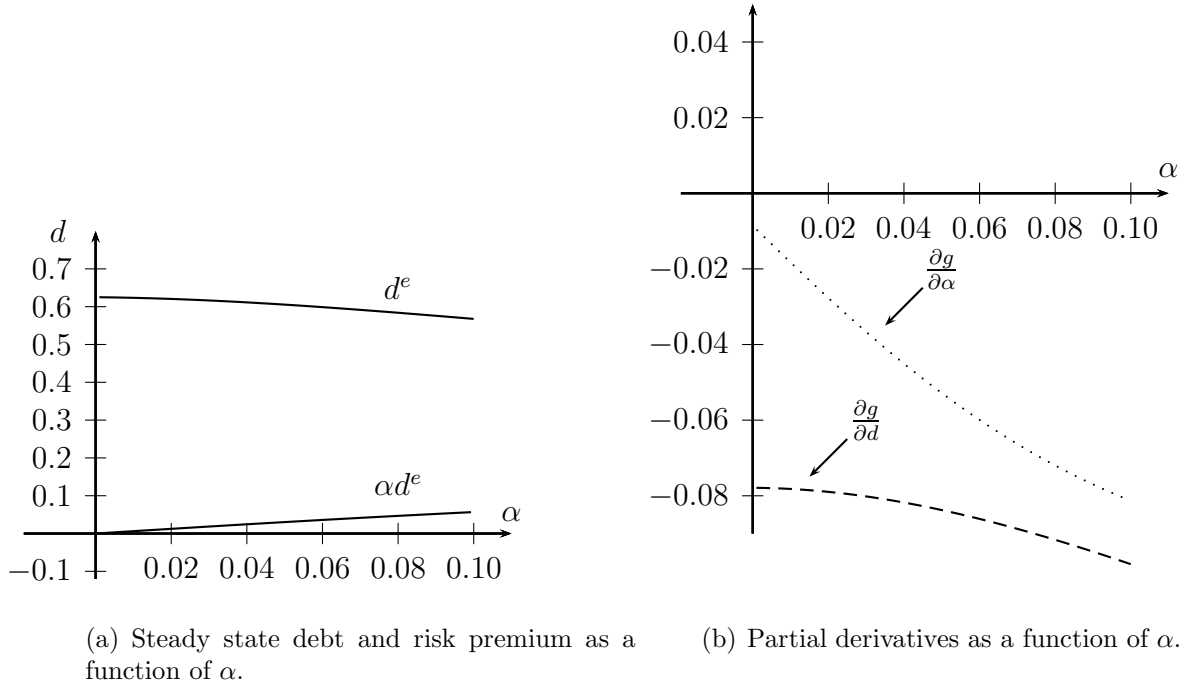 d
0.7
0.6
0.5
0.4
0.3
0.2
0.1
−0.1
0.02 0.04 0.06 0.08 0.10
α
dᵉ
αdᵉ
(a) Steady state debt and risk premium as a
function of α.
0.04
0.02
−0.02
−0.04
−0.06
−0.08
0.02 0.04 0.06 0.08 0.10
α
∂g
∂α
∂g
∂d
(b) Partial derivatives as a function of α.